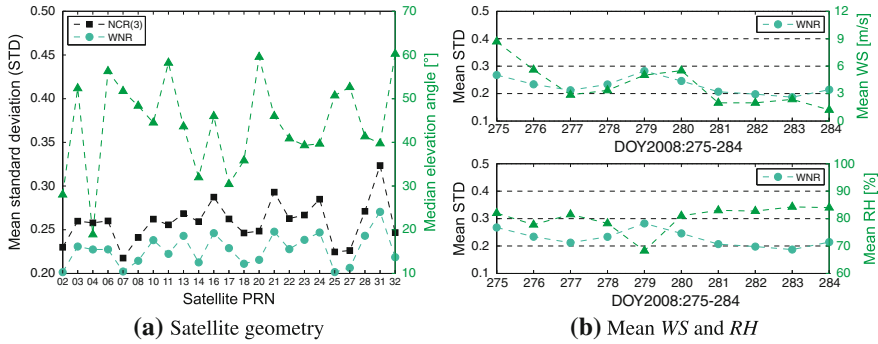 0.50
0.45
0.40
0.35
0.30
0.25
0.20
Mean standard deviation (STD)
NCR(3)
WNR
70
60
50
40
30
20
10
Median elevation angle [°]
02 03 04 06 07 08 10 11 13 14 16 17 18 20 21 22 23 24 25 27 28 31 32
Satellite PRN
(a) Satellite geometry
0.5
0.4
0.3
0.2
0.1
Mean STD
WNR
12
9
6
3
0
Mean WS [m/s]
275 276 277 278 279 280 281 282 283 284
DOY2008:275-284
0.5
0.4
0.3
0.2
0.1
Mean STD
WNR
100
90
80
70
60
Mean RH [%]
275 276 277 278 279 280 281 282 283 284
DOY2008:275-284
(b) Mean WS and RH